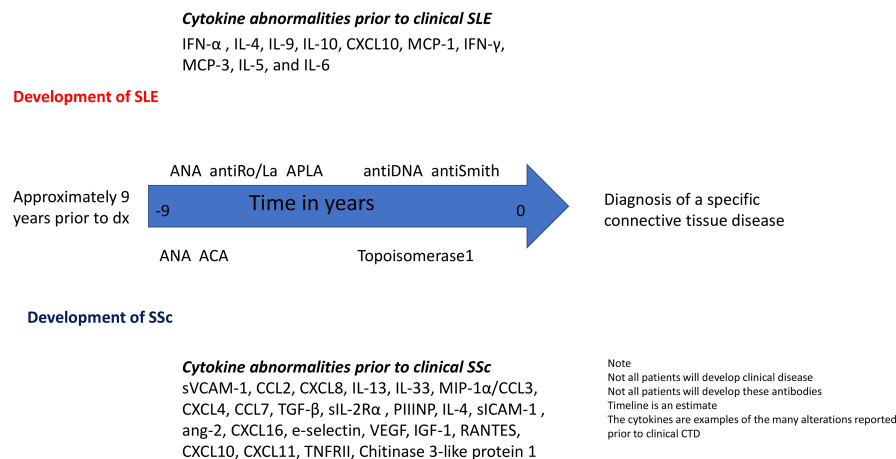 Cytokine abnormalities prior to clinical SLE
IFN-α , IL-4, IL-9, IL-10, CXCL10, MCP-1, IFN-γ,
MCP-3, IL-5, and IL-6
Development of SLE
ANA antiRo/La APLA antiDNA antiSmith
Approximately 9
years prior to dx
-9 Time in years 0
Diagnosis of a specific
connective tissue disease
ANA ACA Topoisomerase1
Development of SSc
Cytokine abnormalities prior to clinical SSc
sVCAM-1, CCL2, CXCL8, IL-13, IL-33, MIP-1α/CCL3,
CXCL4, CCL7, TGF-β, sIL-2Rα , PIIINP, IL-4, sICAM-1 ,
ang-2, CXCL16, e-selectin, VEGF, IGF-1, RANTES,
CXCL10, CXCL11, TNFRII, Chitinase 3-like protein 1
Note
Not all patients will develop clinical disease
Not all patients will develop these antibodies
Timeline is an estimate
The cytokines are examples of the many alterations reported
prior to clinical CTD